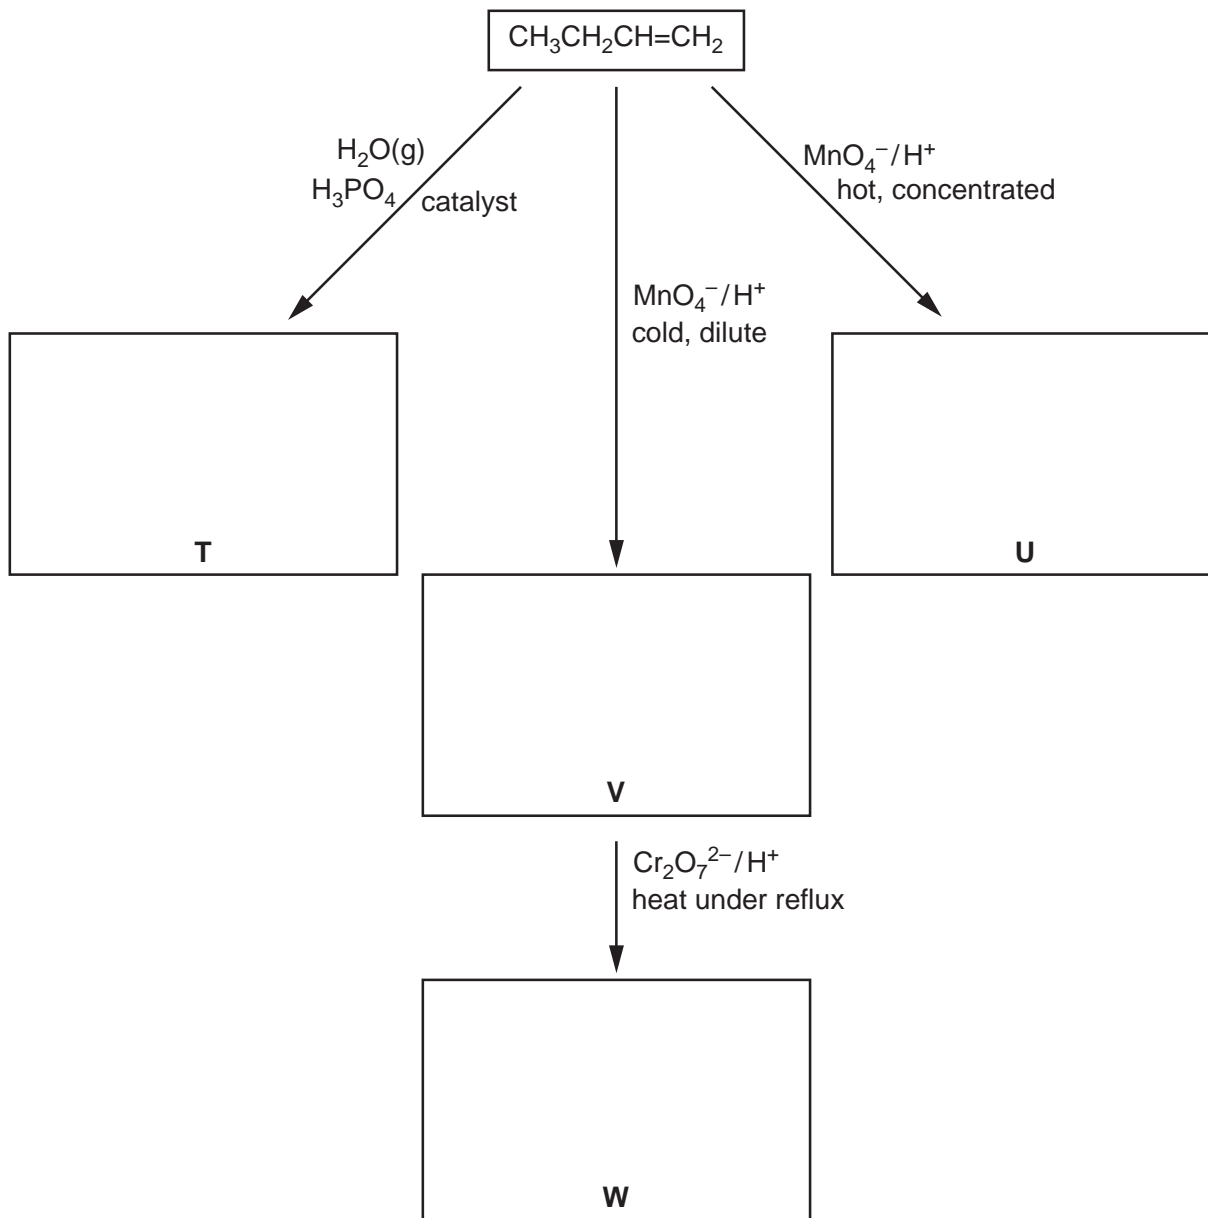 CH₃CH₂CH=CH₂
H₂O(g)
H₃PO₄ catalyst
MnO₄⁻/H⁺
hot, concentrated
MnO₄⁻/H⁺
cold, dilute
T
U
V
Cr₂O₇²⁻/H⁺
heat under reflux
W